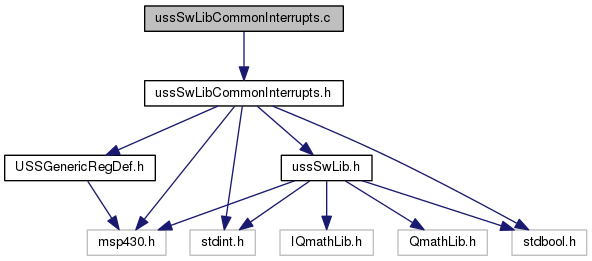 ussSwLibCommonInterrupts.c
ussSwLibCommonInterrupts.h
USSGenericRegDef.h
ussSwLib.h
msp430.h
stdint.h
IQmathLib.h
QmathLib.h
stdbool.h